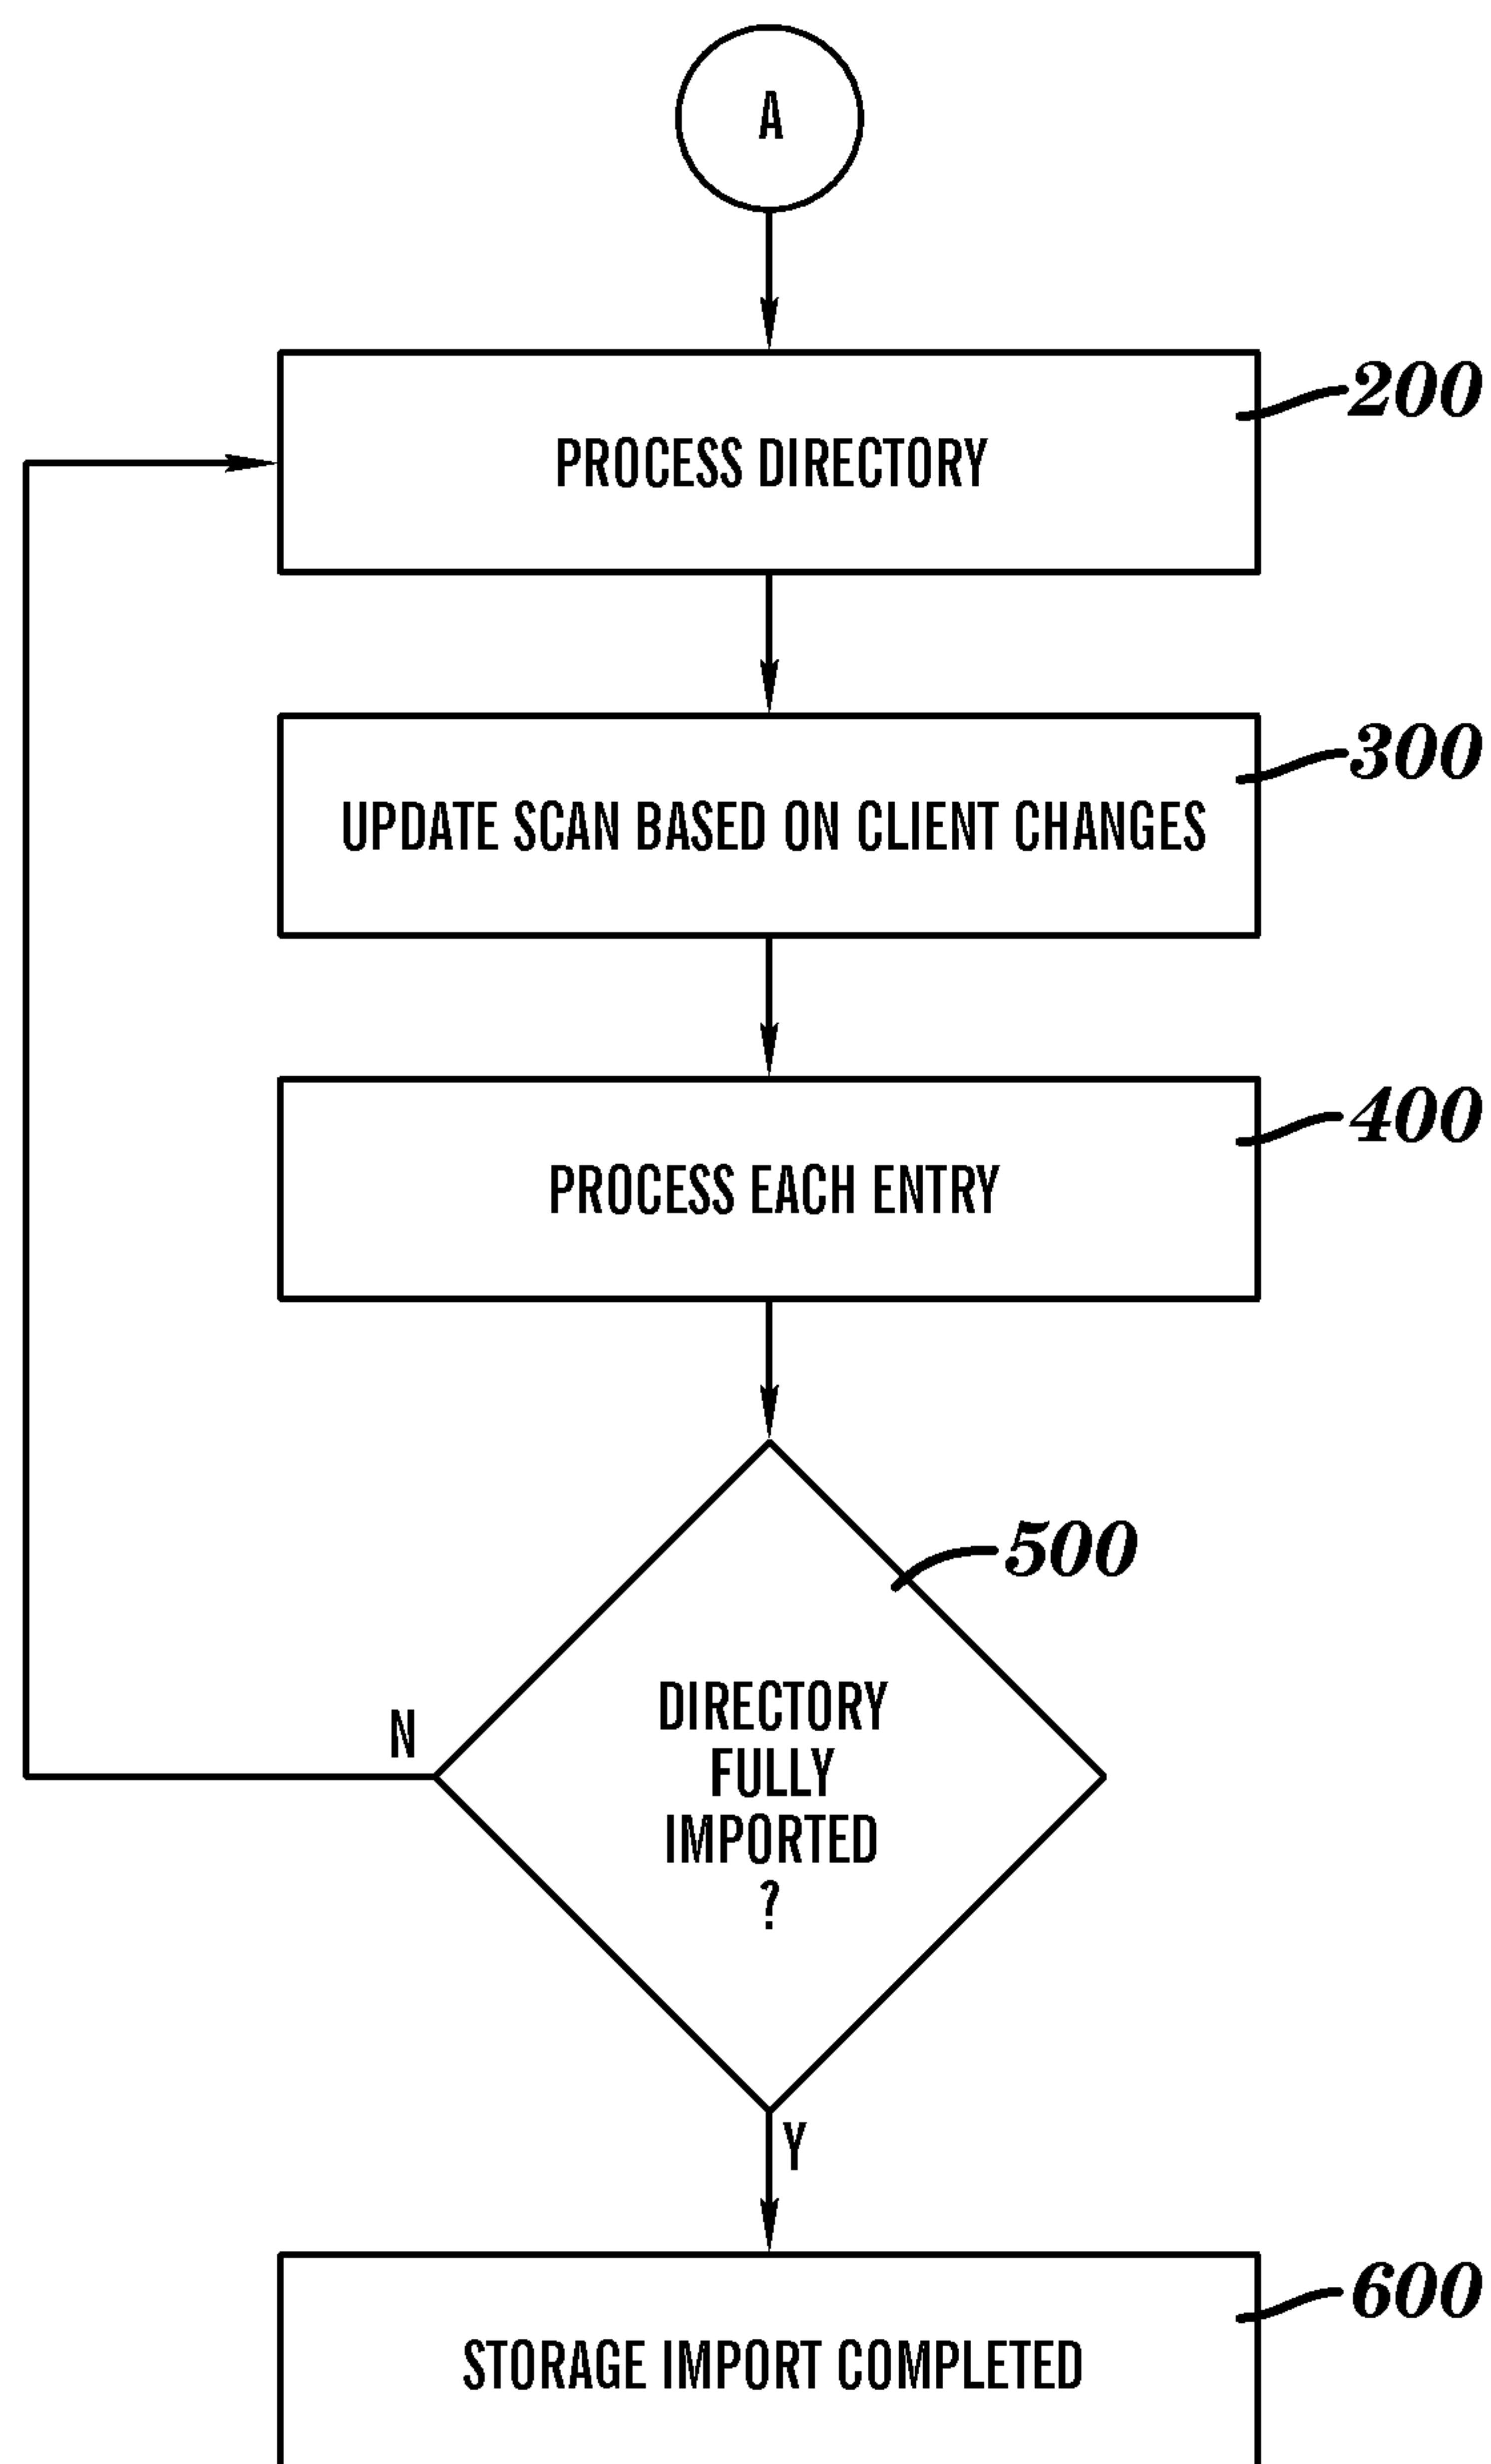 A
200
PROCESS DIRECTORY
300
UPDATE SCAN BASED ON CLIENT CHANGES
400
PROCESS EACH ENTRY
500
DIRECTORY
FULLY
IMPORTED
?
N
Y
600
STORAGE IMPORT COMPLETED